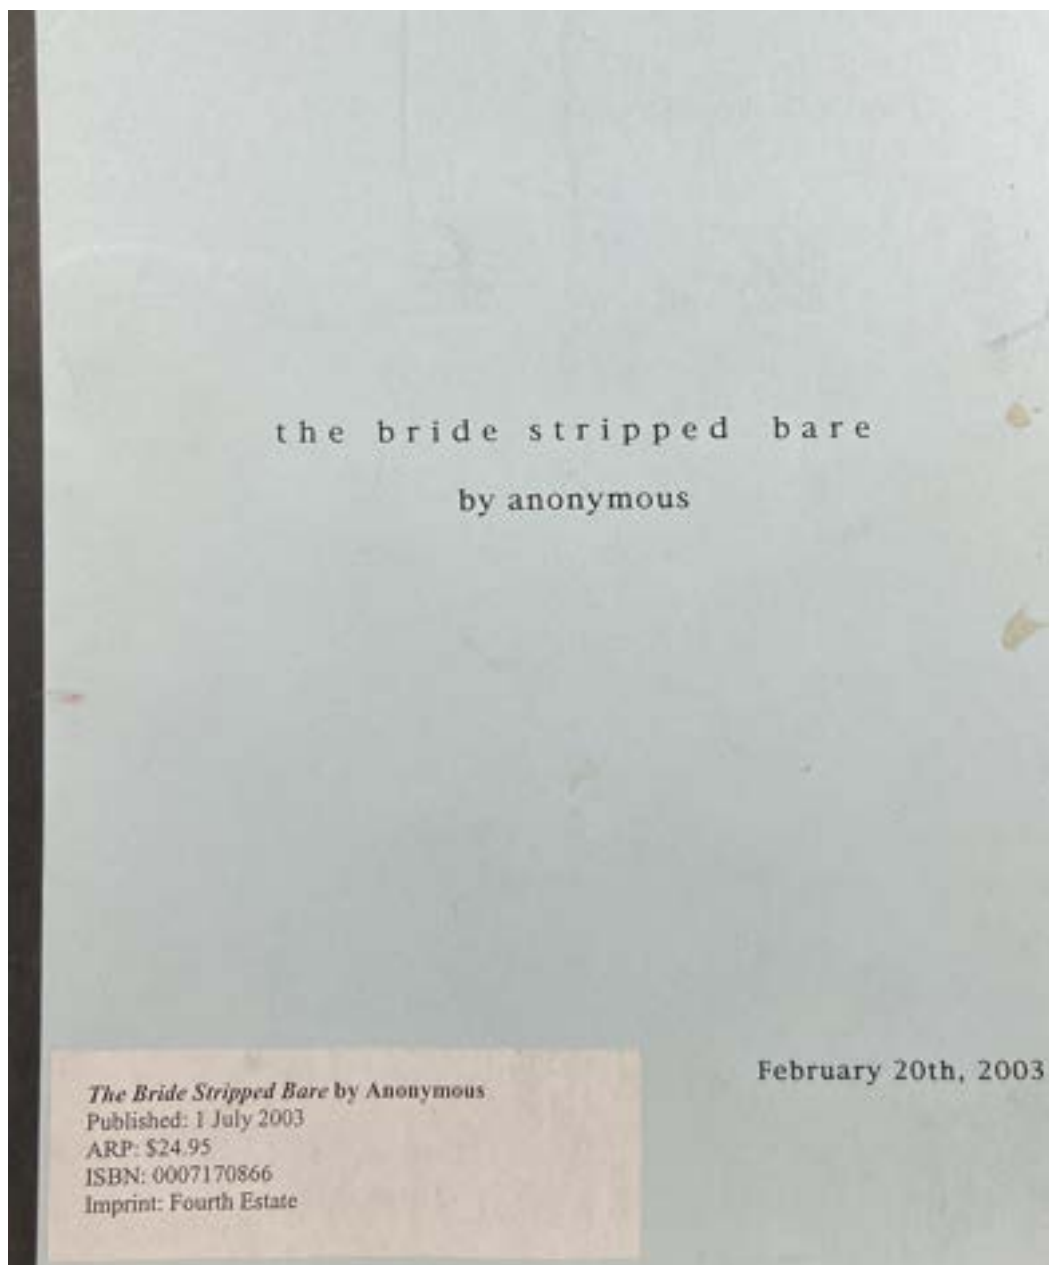 the bride stripped bare
by anonymous
February 20th, 2003
The Bride Stripped Bare by Anonymous
Published: 1 July 2003
ARP: $24.95
ISBN: 0007170866
Imprint: Fourth Estate